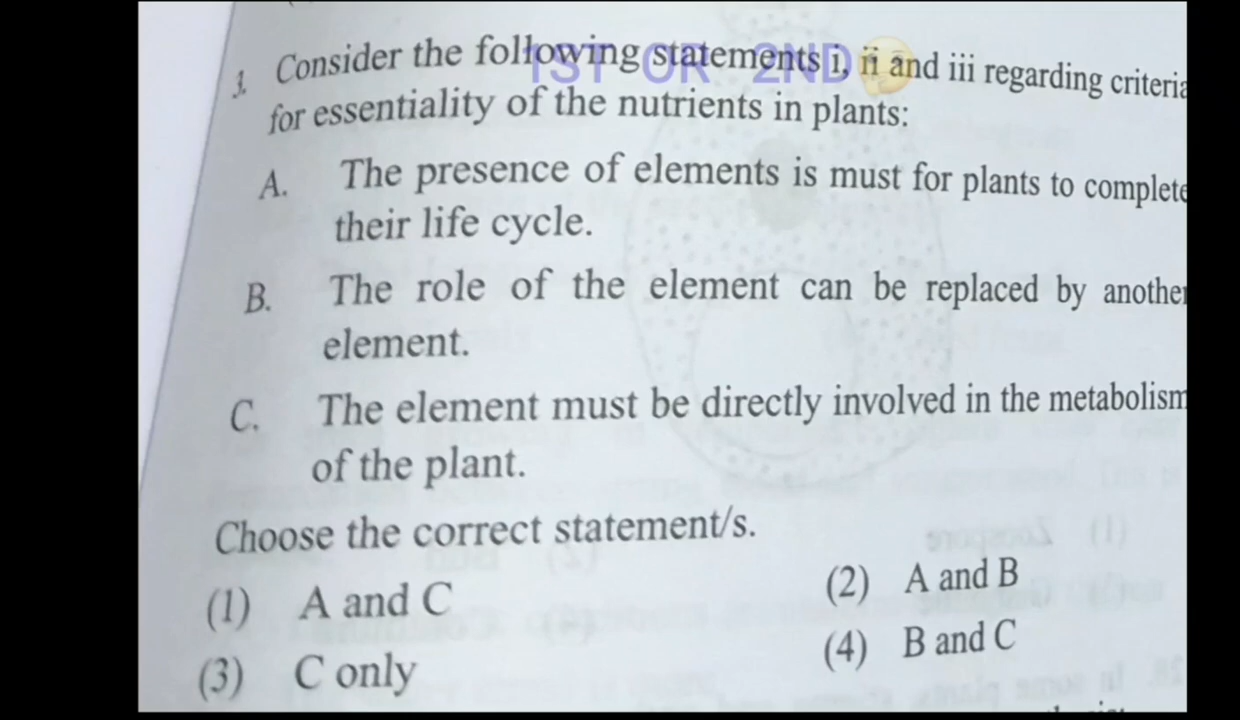 3. Consider the following statements i, ii and iii regarding criteria
1ST OR 2ND
for essentiality of the nutrients in plants:
A. The presence of elements is must for plants to complete
their life cycle.
B. The role of the element can be replaced by another
element.
C. The element must be directly involved in the metabolism
of the plant.
Choose the correct statement/s.
(1) A and C
(2) A and B
(3) C only
(4) B and C